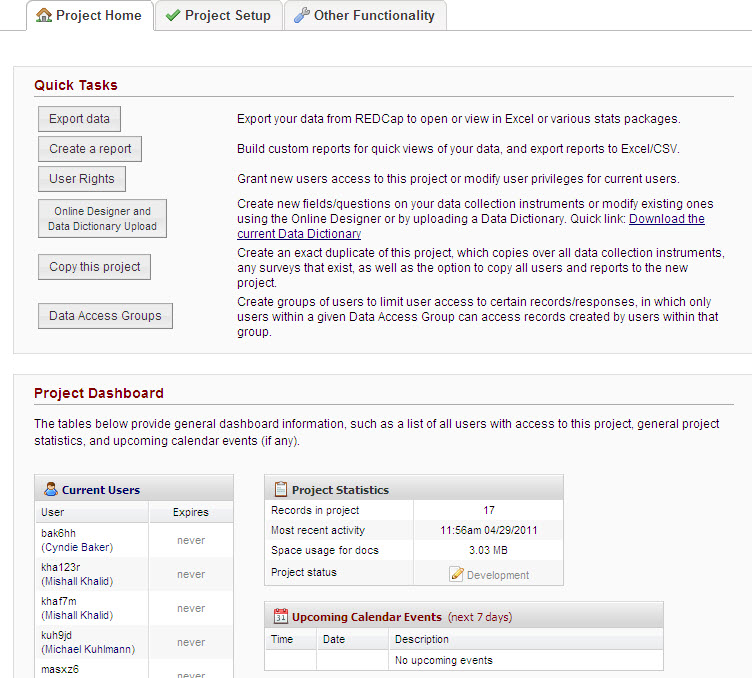 Project Home
Project Setup
Other Functionality
Quick Tasks
Export data
Export your data from REDCap to open or view in Excel or various stats packages.
Create a report
Build custom reports for quick views of your data, and export reports to Excel/CSV.
User Rights
Grant new users access to this project or modify user privileges for current users.
Online Designer and
Data Dictionary Upload
Create new fields/questions on your data collection instruments or modify existing ones
using the Online Designer or by uploading a Data Dictionary. Quick link: Download the
current Data Dictionary
Copy this project
Create an exact duplicate of this project, which copies over all data collection instruments,
any surveys that exist, as well as the option to copy all users and reports to the new
project.
Data Access Groups
Create groups of users to limit user access to certain records/responses, in which only
users within a given Data Access Group can access records created by users within that
group.
Project Dashboard
The tables below provide general dashboard information, such as a list of all users with access to this project, general project
statistics, and upcoming calendar events (if any).
Current Users
User Expires
bak6hh
(Cyndie Baker)
never
kha123r
(Mishall Khalid)
never
khaf7m
(Mishall Khalid)
never
kuh9jd
(Michael Kuhlmann)
never
masxz6
never
Project Statistics
Records in project 17
Most recent activity 11:56am 04/29/2011
Space usage for docs 3.03 MB
Project status Development
31
Upcoming Calendar Events (next 7 days)
Time Date Description
No upcoming events